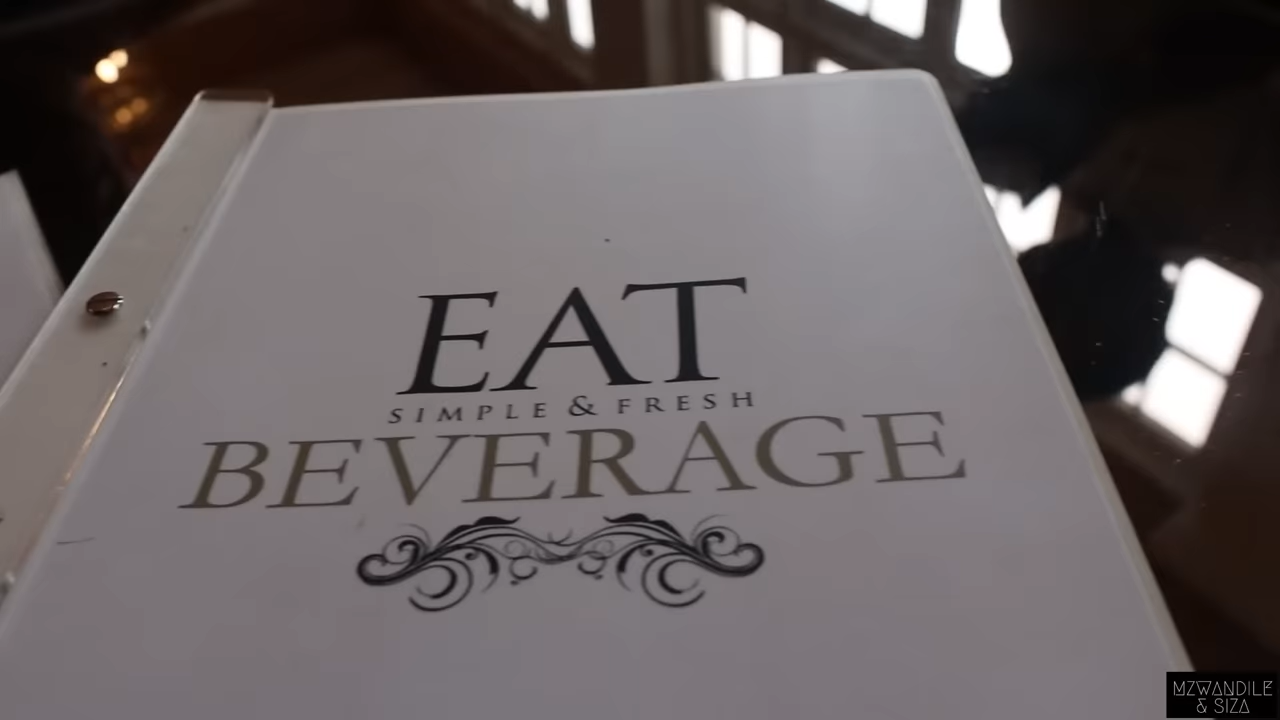 EAT
SIMPLE & FRESH
BEVERAGE
MZWANDILE
& SIZA